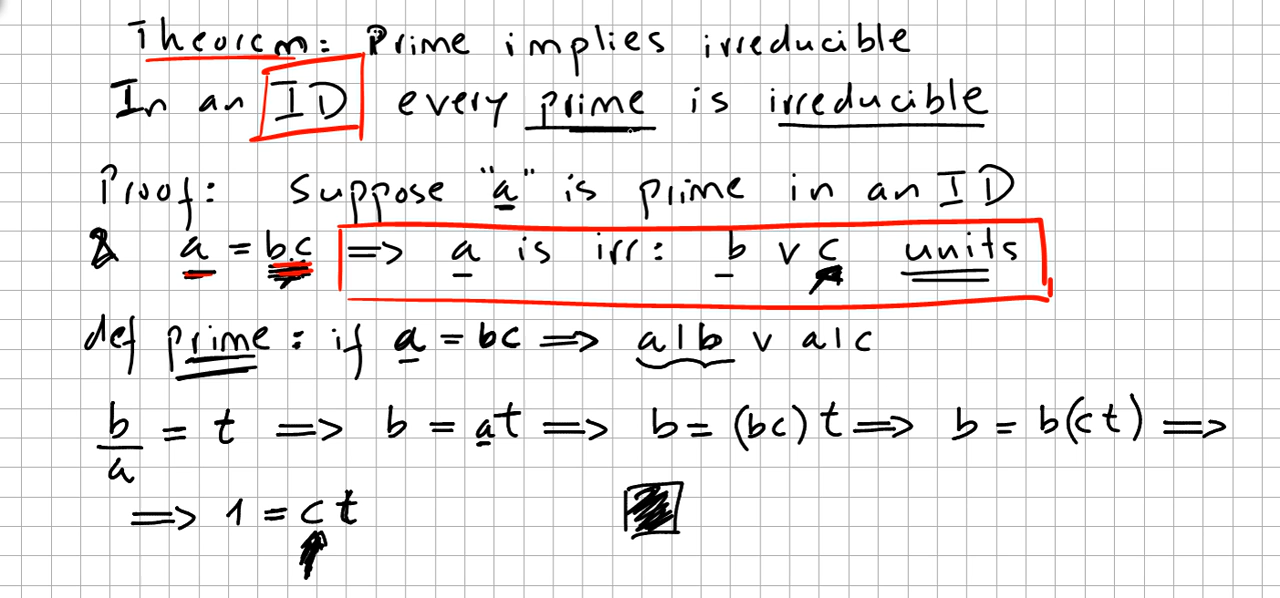 Theorem: Prime implies irreducible
In an ID every prime is irreducible
Proof: Suppose "a" is prime in an ID
& a = bc => a is irr: b v c units
def prime: if a = bc => a|b v a|c
b/a = t => b = at => b = (bc)t => b = b(ct) =>
=> 1 = ct